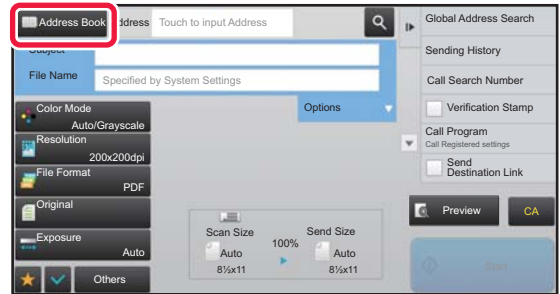 Address Book
ddress
Touch to input Address
Subject
File Name
Specified by System Settings
Options
Color Mode
Auto/Grayscale
Resolution
200x200dpi
File Format
PDF
Original
Exposure
Auto
Others
Scan Size
Auto
8½x11
100%
Send Size
Auto
8½x11
Global Address Search
Sending History
Call Search Number
Verification Stamp
Call Program
Call Registered settings
Send
Destination Link
Preview
CA
Start